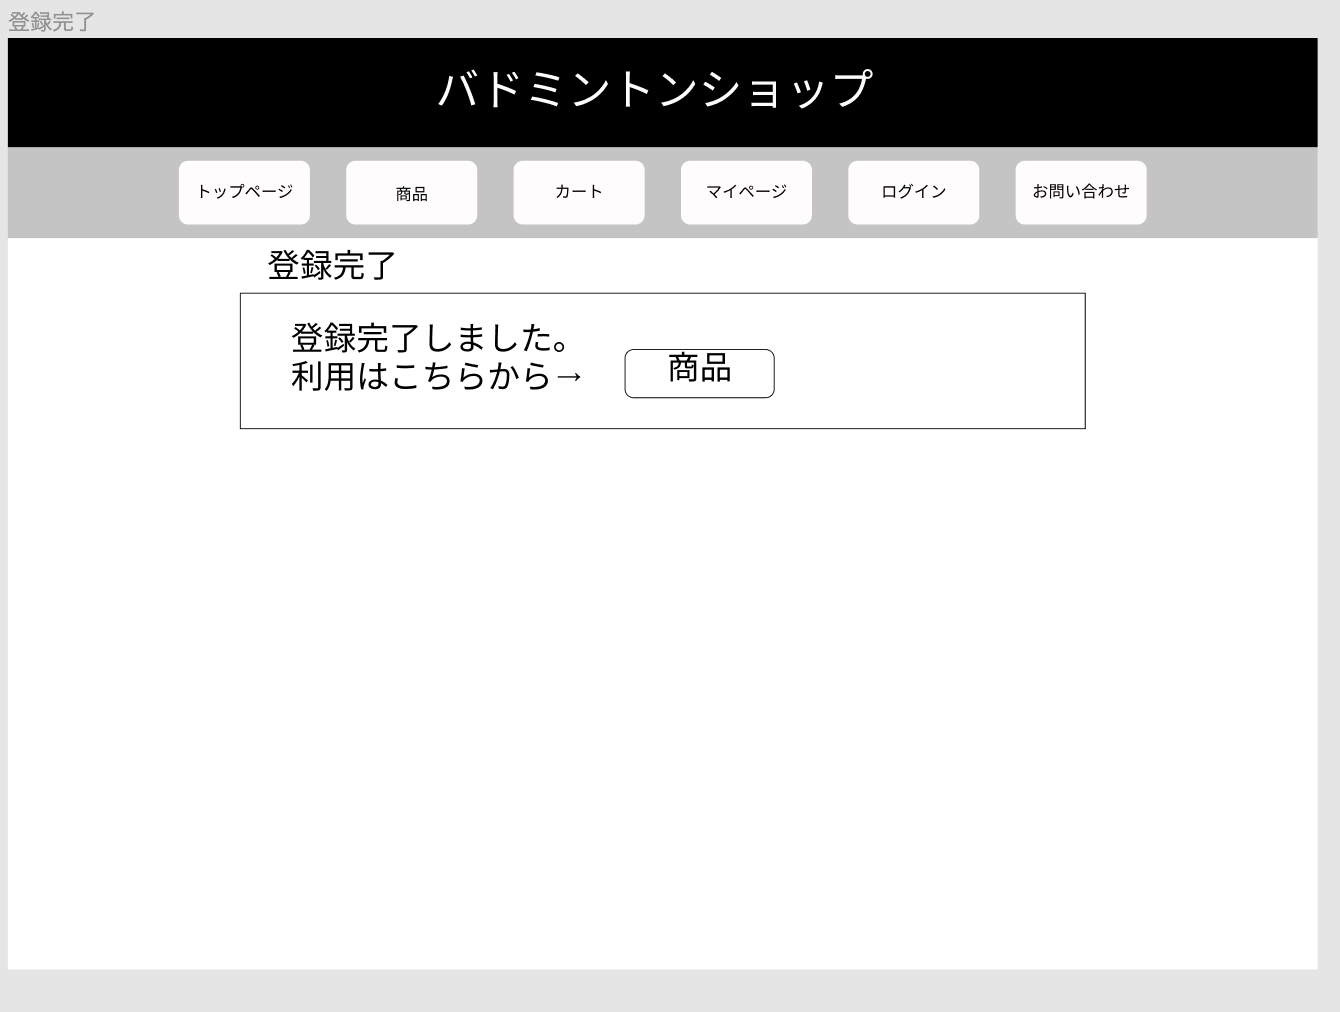 登録完了
バドミントンショップ
トップページ
商品
カート
マイページ
ログイン
お問い合わせ
登録完了
登録完了しました。
利用はこちらから→
商品